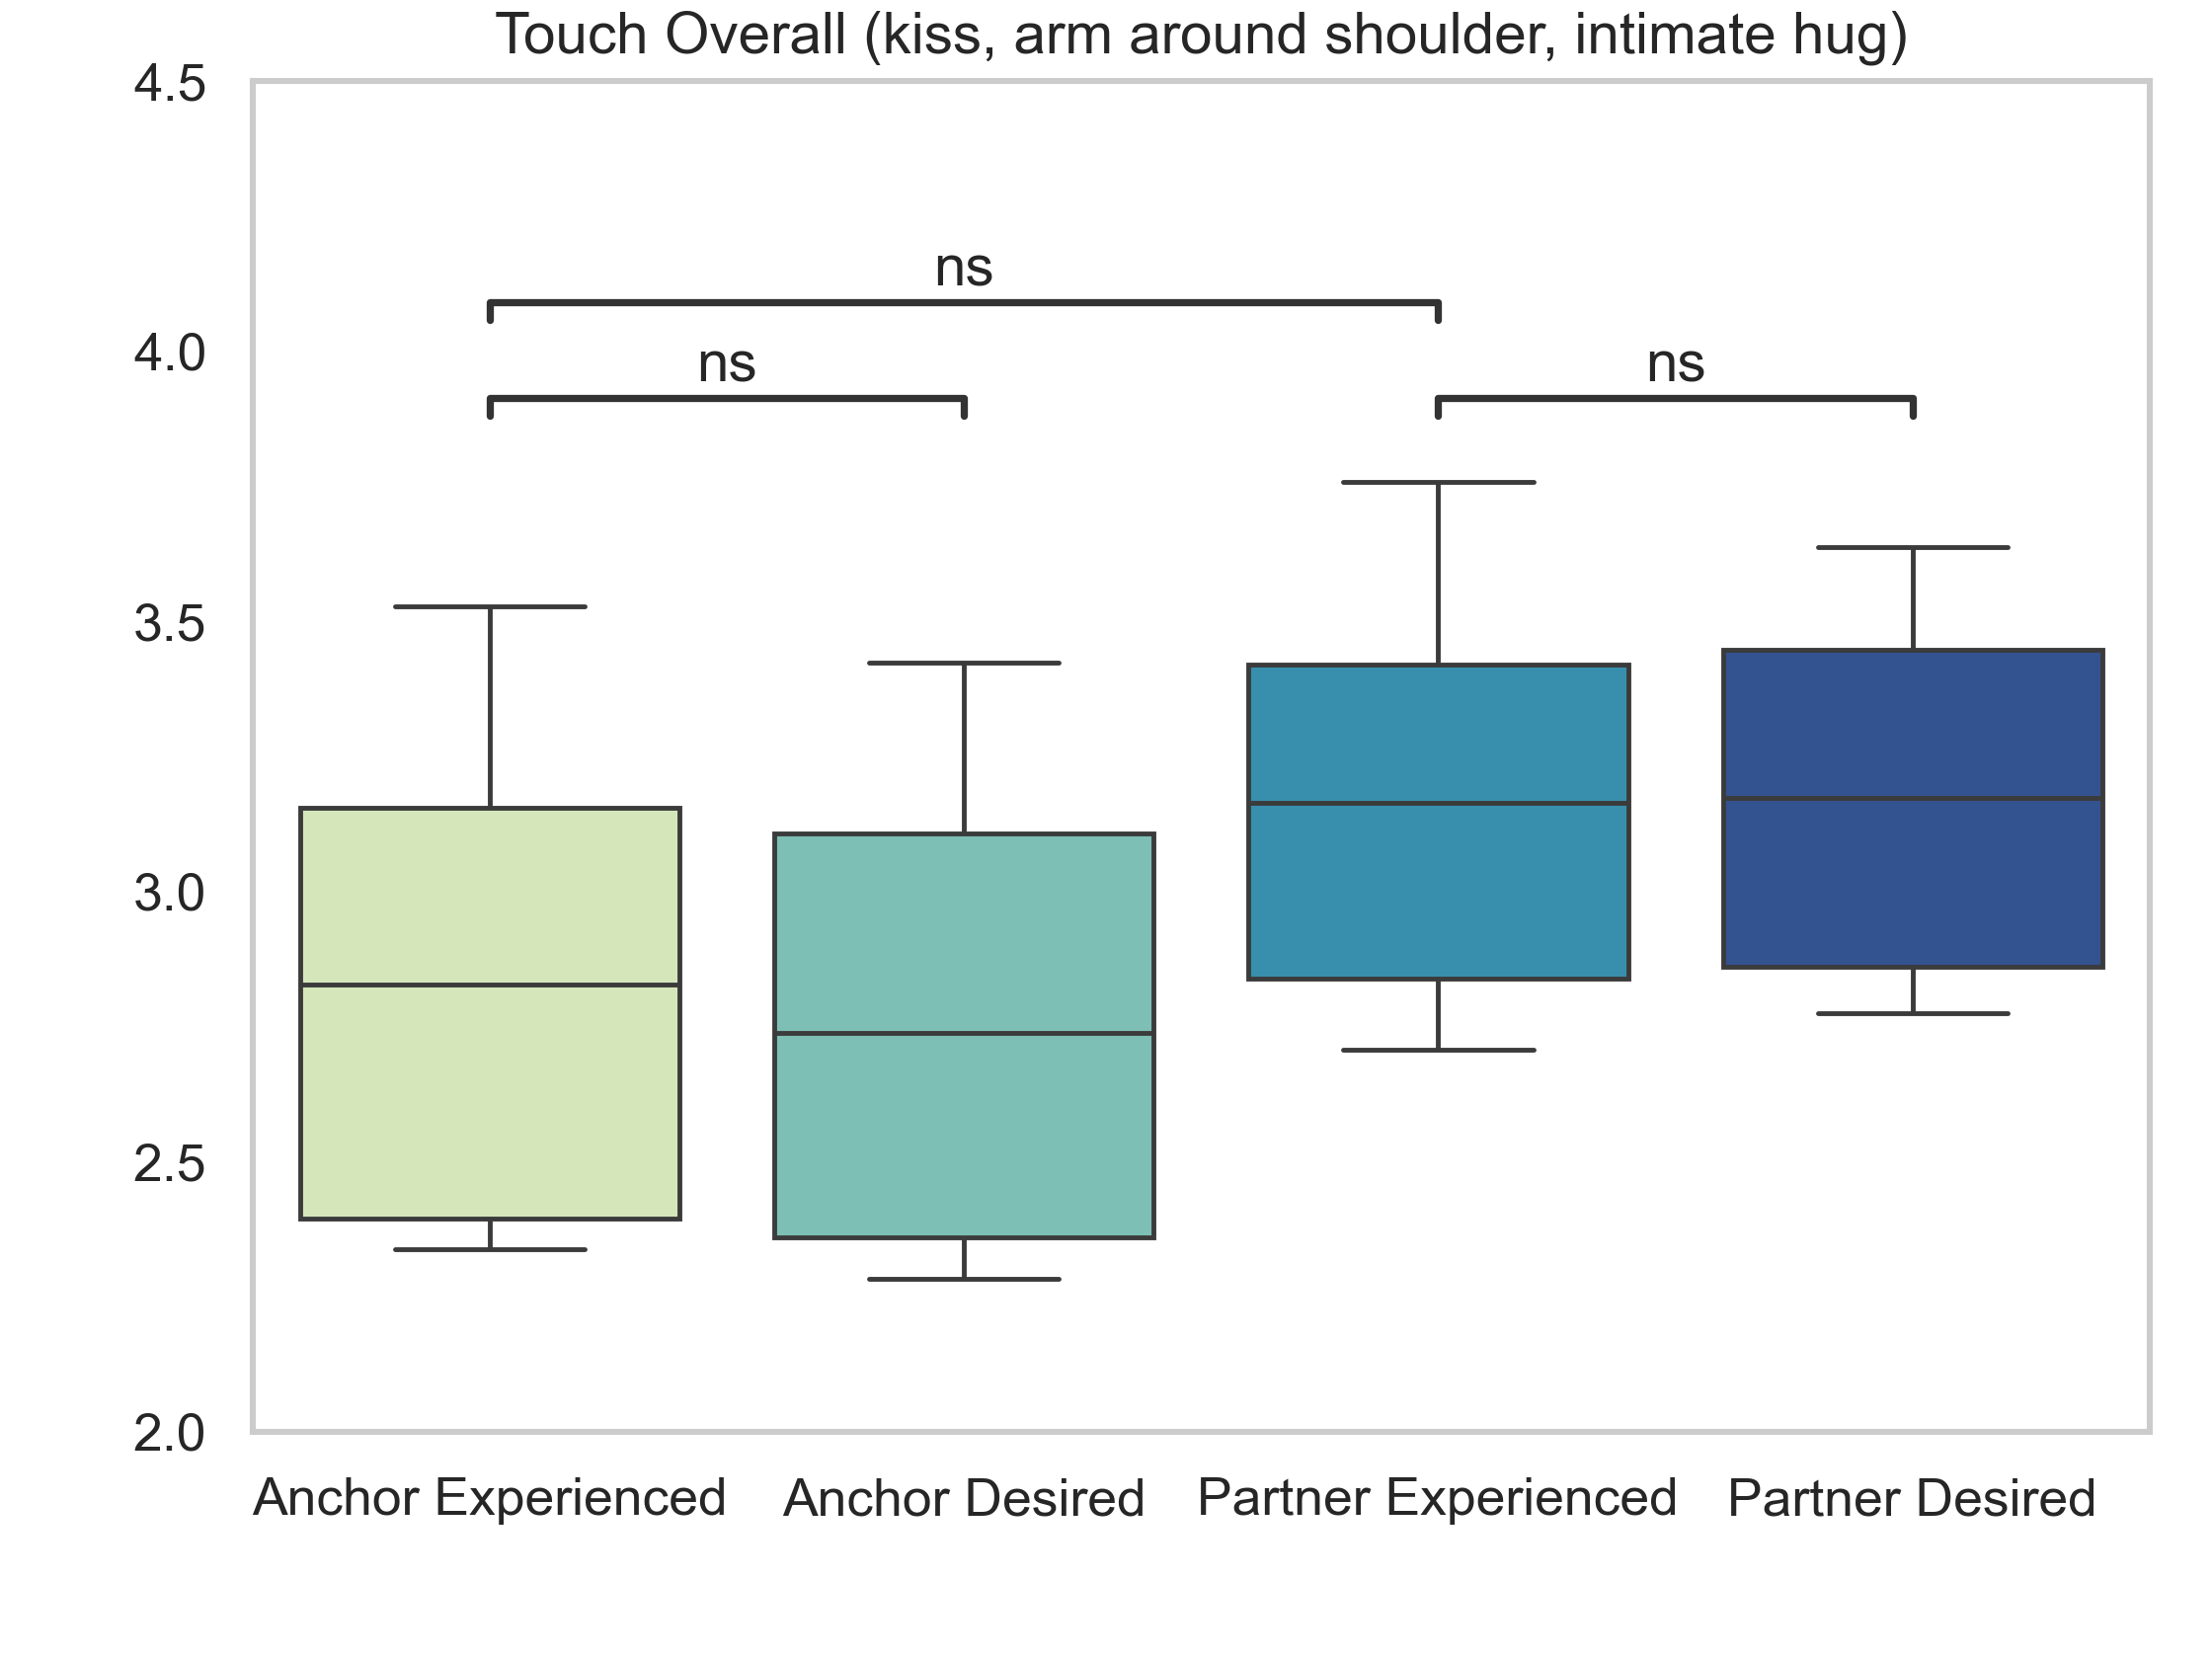 Touch Overall (kiss, arm around shoulder, intimate hug)
4.5
4.0
3.5
3.0
2.5
2.0
ns
ns
ns
Anchor Experienced
Anchor Desired
Partner Experienced
Partner Desired